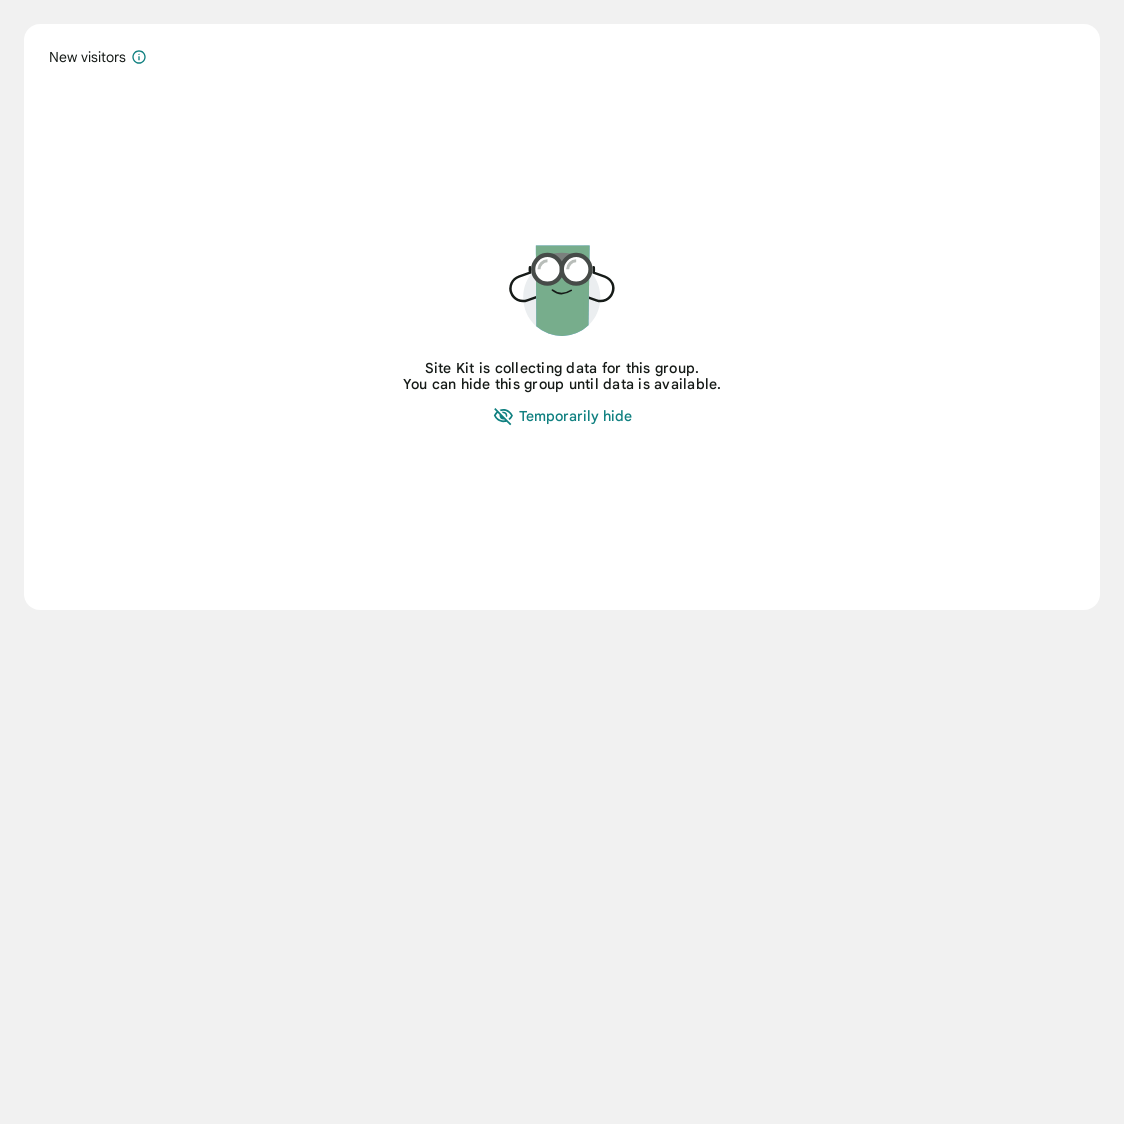 New visitors
Site Kit is collecting data for this group.
You can hide this group until data is available.
Temporarily hide